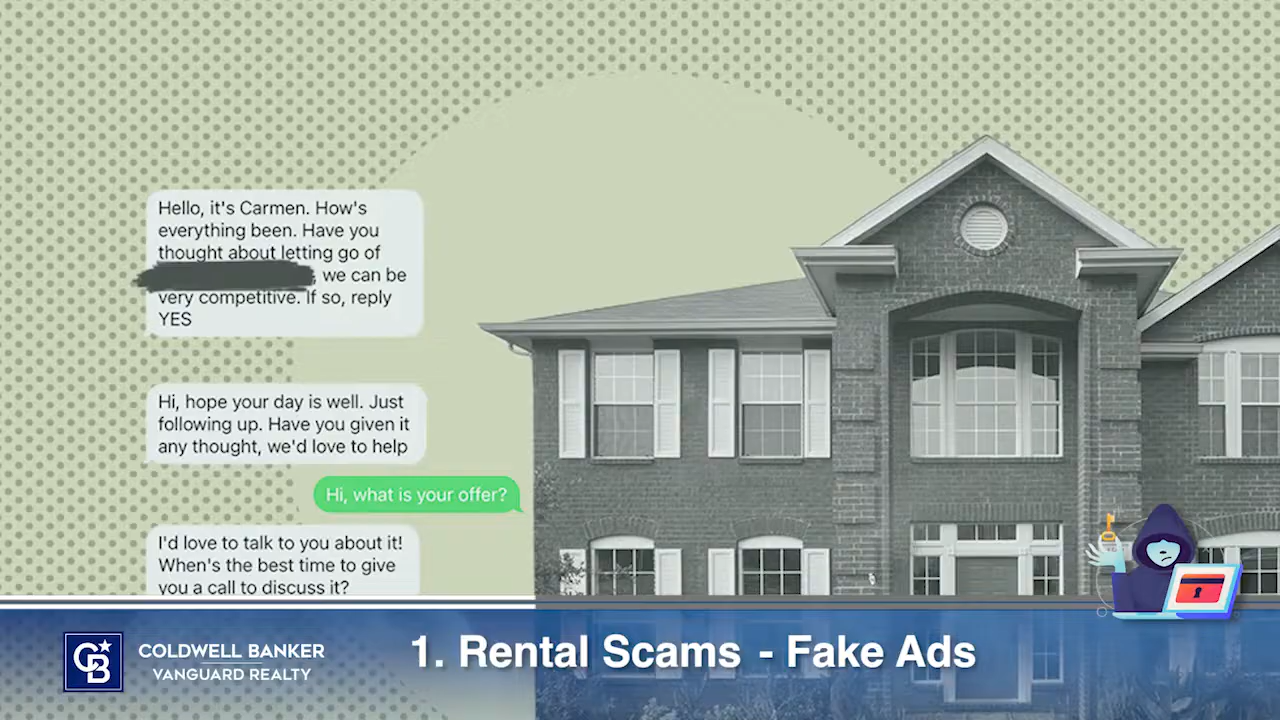 Hello, it's Carmen. How's
everything been. Have you
thought about letting go of
we can be
very competitive. If so, reply
YES
Hi, hope your day is well. Just
following up. Have you given it
any thought, we'd love to help
Hi, what is your offer?
I'd love to talk to you about it!
When's the best time to give
you a call to discuss it?
CB
COLDWELL BANKER
VANGUARD REALTY
1. Rental Scams - Fake Ads